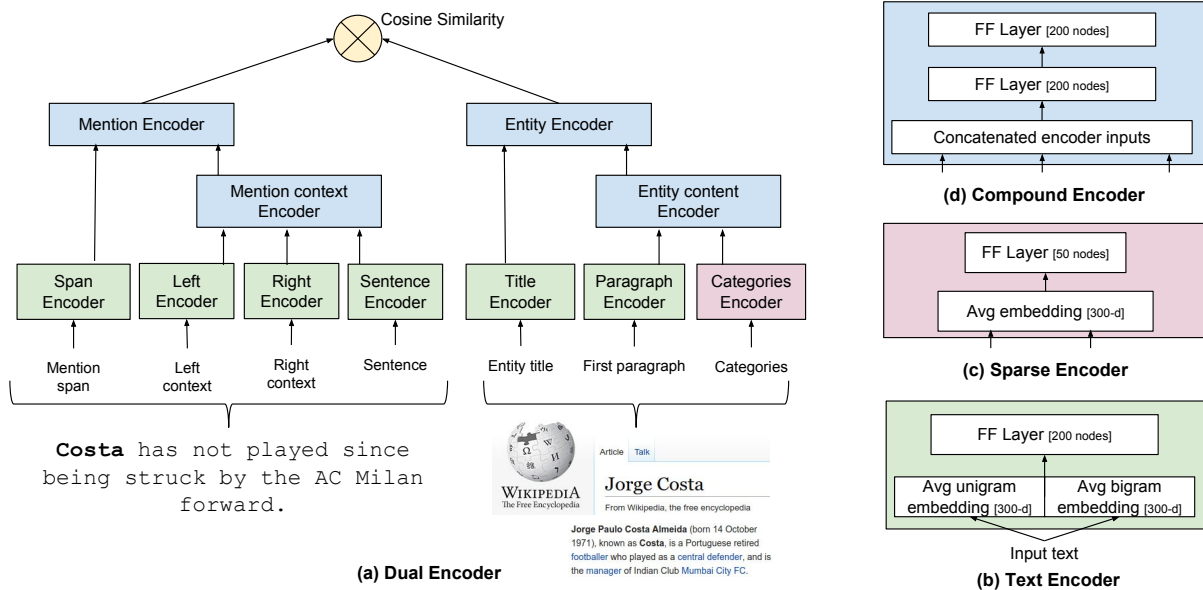 Cosine Similarity
Mention Encoder
Entity Encoder
Mention context
Encoder
Entity content
Encoder
Span
Encoder
Left
Encoder
Right
Encoder
Sentence
Encoder
Title
Encoder
Paragraph
Encoder
Categories
Encoder
Mention
span
Left
context
Right
context
Sentence
Entity title
First paragraph
Categories
Costa has not played since
being struck by the AC Milan
forward.
WIKIPEDIA
The Free Encyclopedia
Article Talk
Jorge Costa
From Wikipedia, the free encyclopedia
Jorge Paulo Costa Almeida (born 14 October
1971), known as Costa, is a Portuguese retired
footballer who played as a central defender, and is
the manager of Indian Club Mumbai City FC.
(a) Dual Encoder
FF Layer [200 nodes]
FF Layer [200 nodes]
Concatenated encoder inputs
(d) Compound Encoder
FF Layer [50 nodes]
Avg embedding [300-d]
(c) Sparse Encoder
FF Layer [200 nodes]
Avg unigram
embedding [300-d]
Avg bigram
embedding [300-d]
Input text
(b) Text Encoder